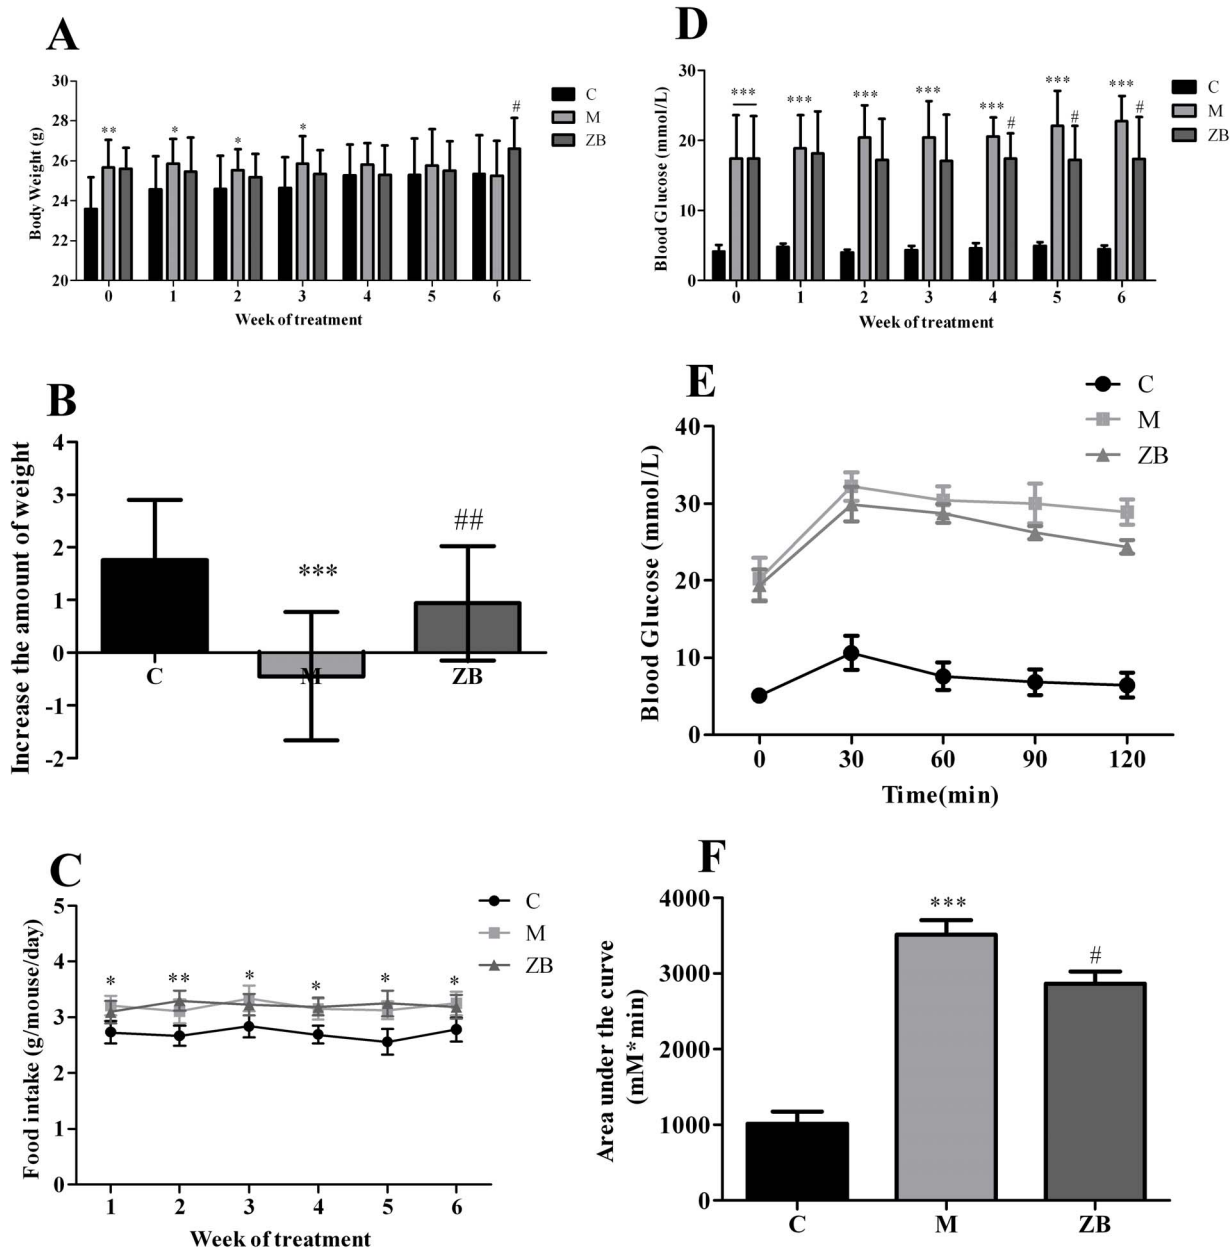 A
Body Weight (g)
30
28
26
24
22
20
**
*
*
*
#
0 1 2 3 4 5 6
Week of treatment
C
M
ZB
D
Blood Glucose (mmol/L)
30
20
10
0
***
***
***
***
***
#
***
#
***
#
0 1 2 3 4 5 6
Week of treatment
C
M
ZB
B
Increase the amount of weight
4
3
2
1
0
-1
-2
***
##
C M ZB
E
C
M
ZB
Blood Glucose (mmol/L)
40
30
20
10
0
0 30 60 90 120
Time(min)
C
Food intake (g/mouse/day)
5
4
3
2
1
0
* ** * * * *
1 2 3 4 5 6
Week of treatment
C
M
ZB
F
Area under the curve
(mM*min)
4000
3000
2000
1000
0
***
#
C M ZB